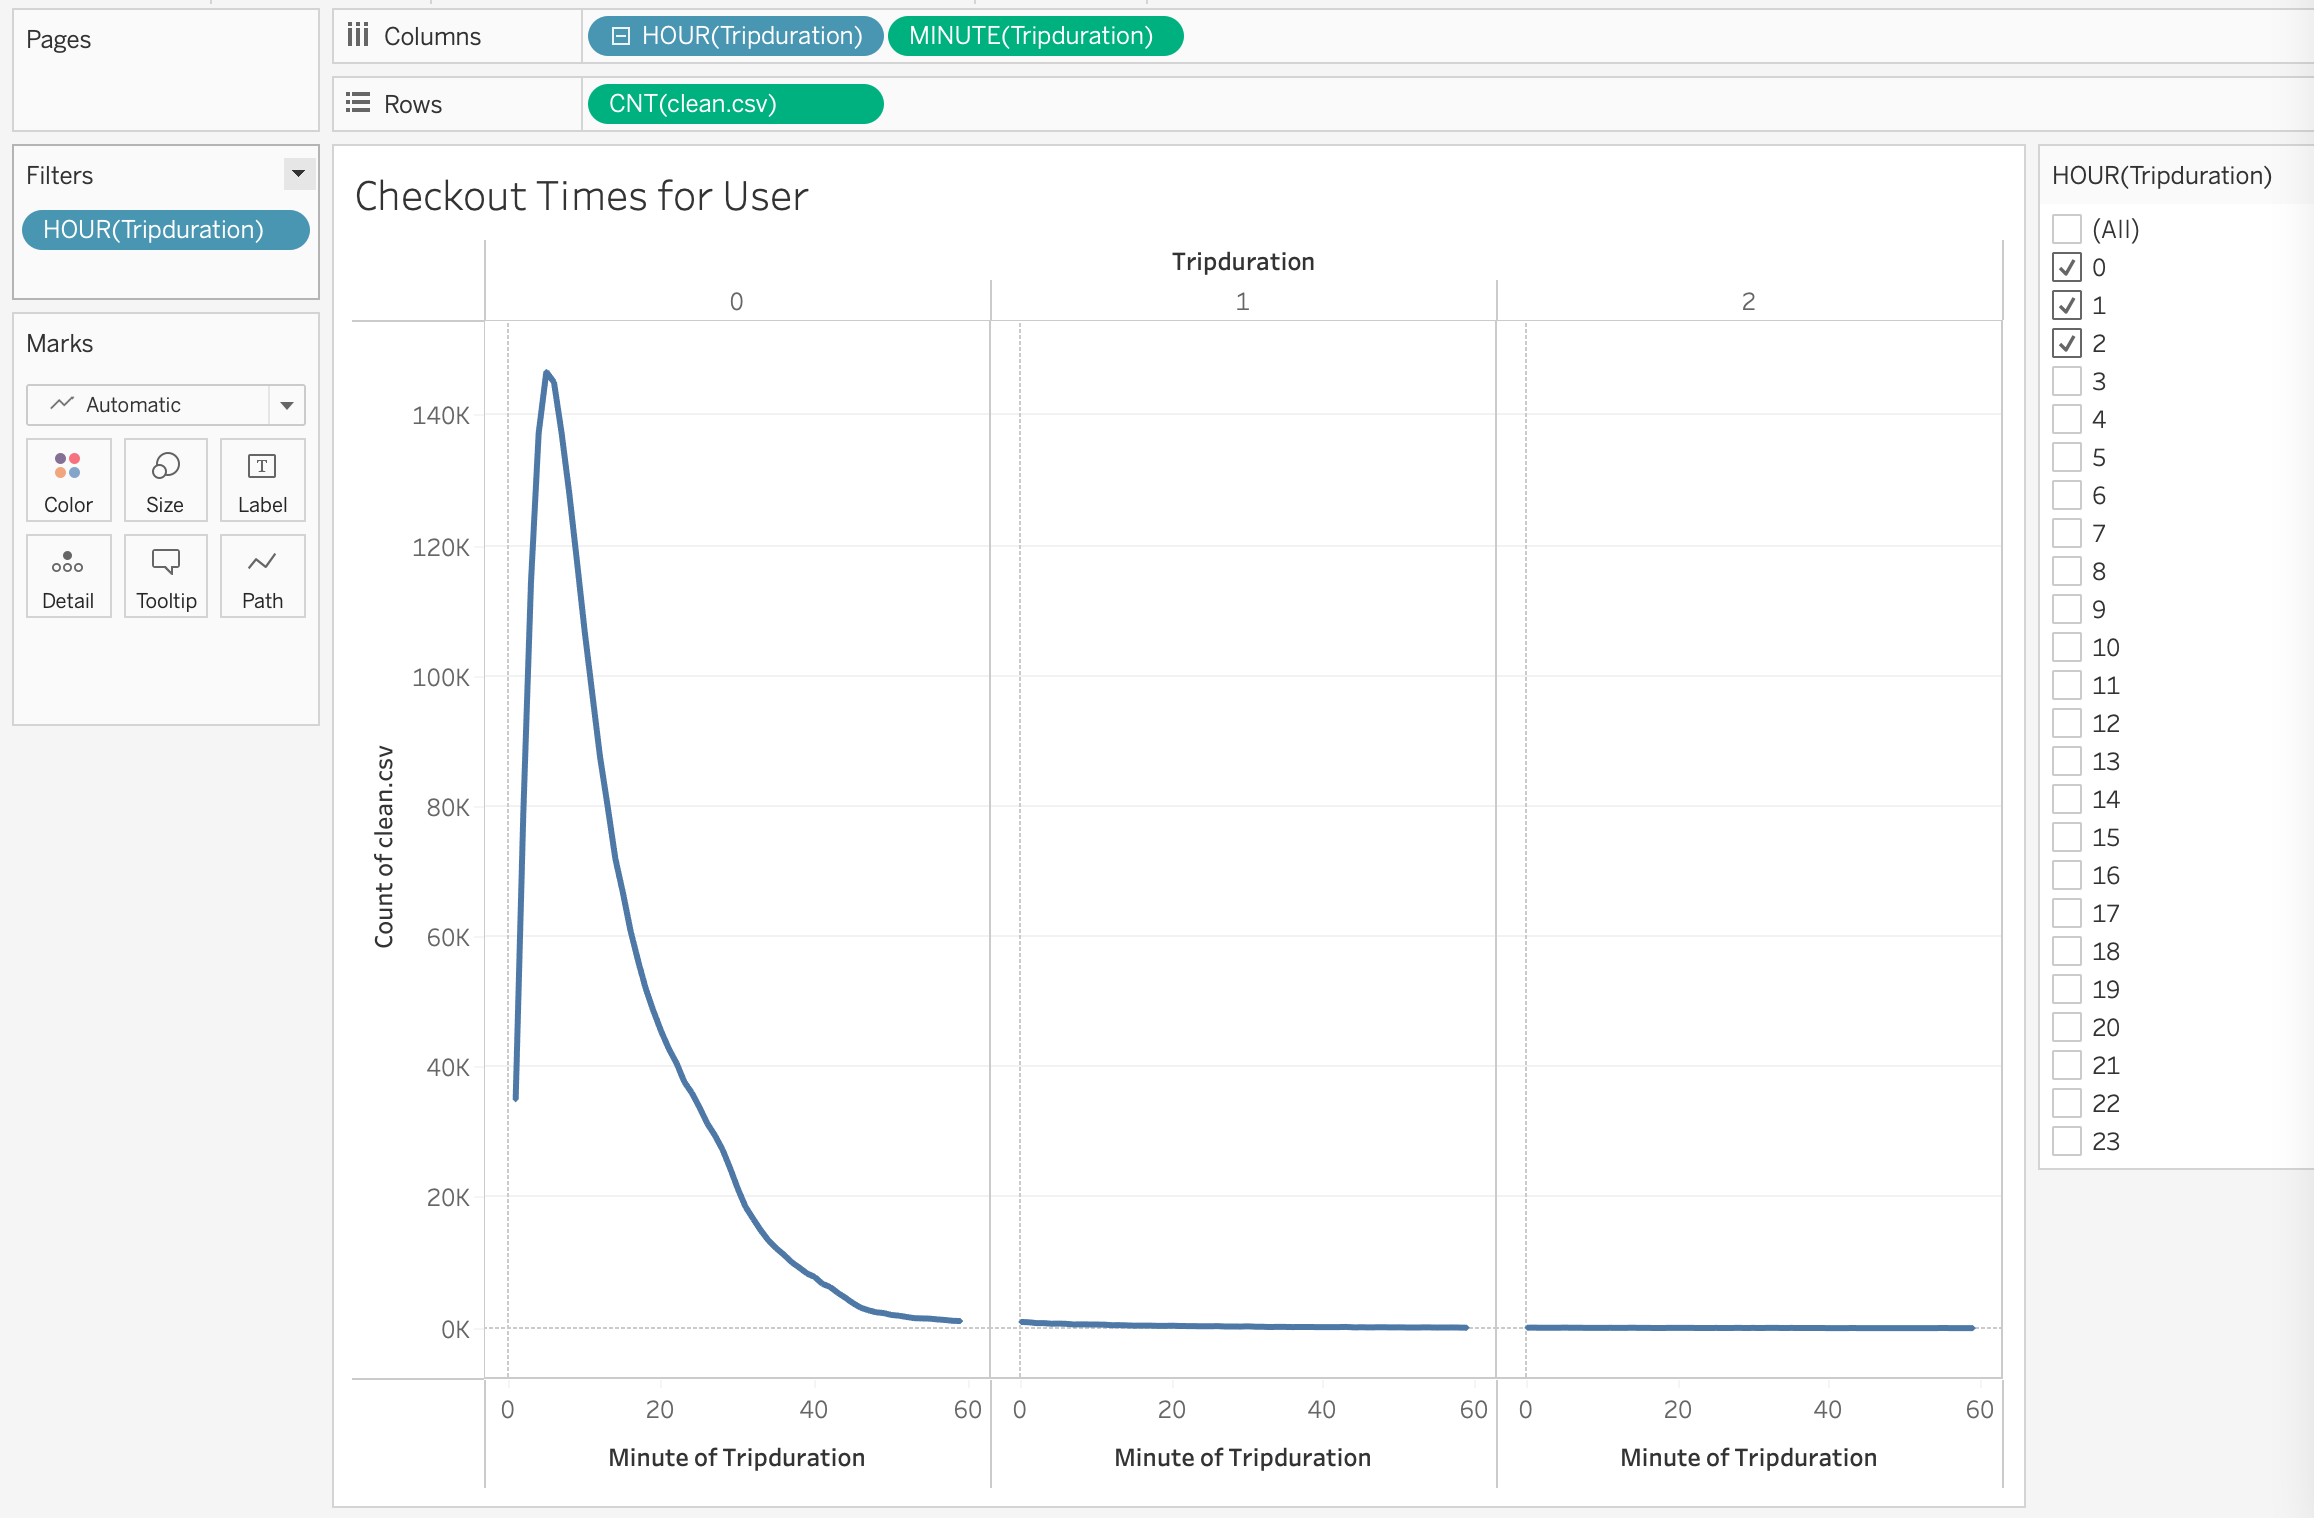 Pages
Columns
HOUR(Tripduration)
MINUTE(Tripduration)
Rows
CNT(clean.csv)
Filters
HOUR(Tripduration)
Marks
Automatic
Color
Size
T
Label
Detail
Tooltip
Path
Checkout Times for User
Tripduration
0
1
2
Count of clean.csv
140K
120K
100K
80K
60K
40K
20K
0K
0 20 40 60
0 20 40 60
0 20 40 60
Minute of Tripduration
Minute of Tripduration
Minute of Tripduration
HOUR(Tripduration)
(All)
0
1
2
3
4
5
6
7
8
9
10
11
12
13
14
15
16
17
18
19
20
21
22
23